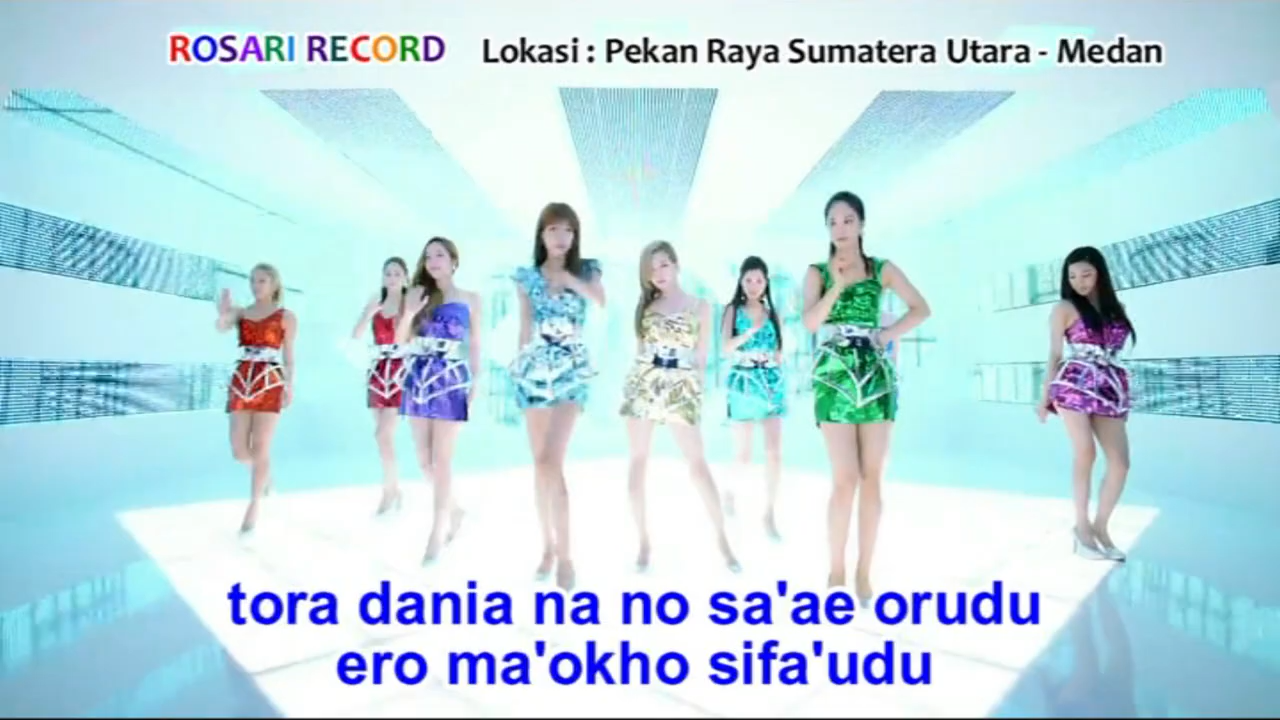 ROSARI RECORD Lokasi : Pekan Raya Sumatera Utara - Medan
tora dania na no sa'ae orudu
ero ma'okho sifa'udu